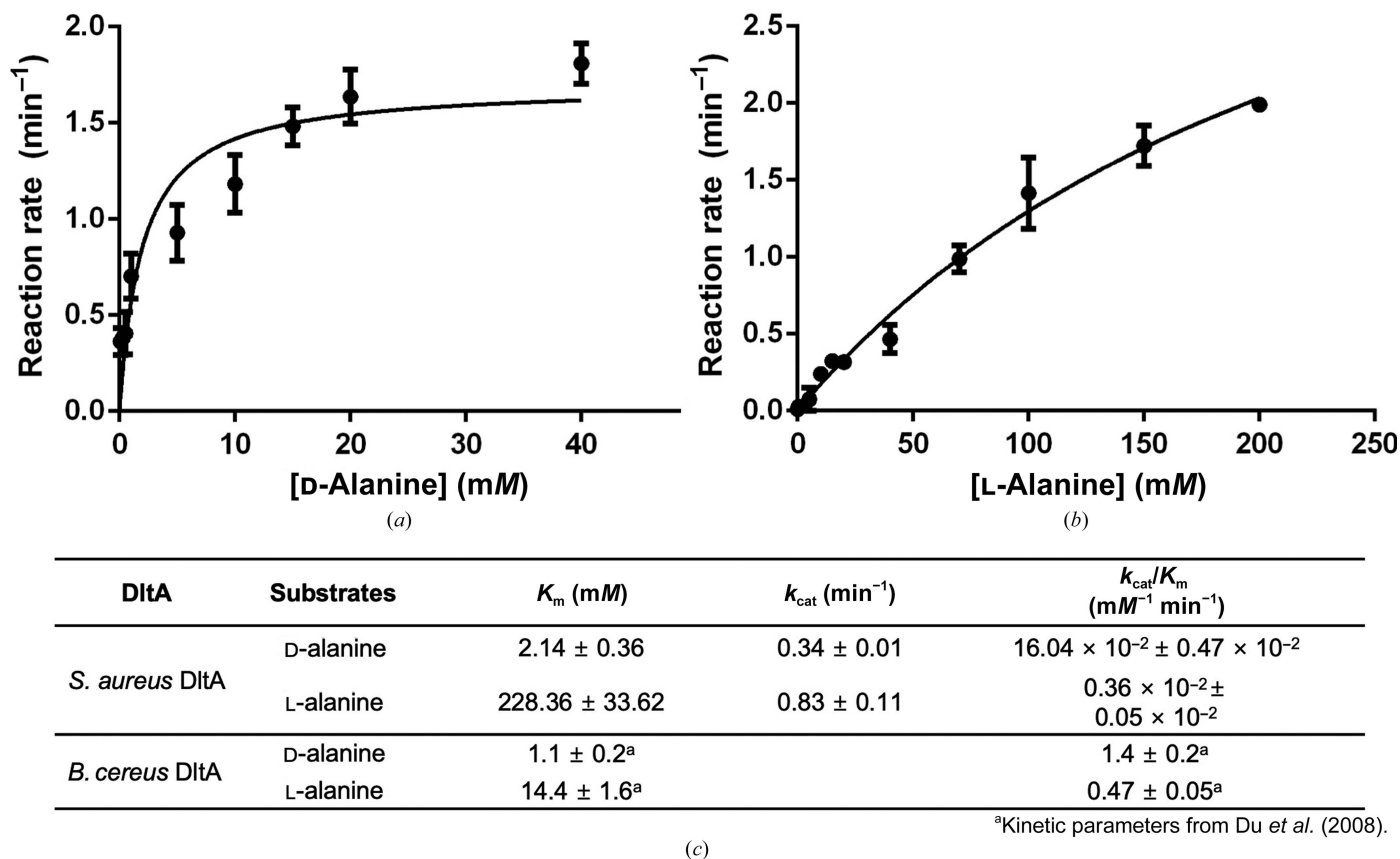 2.0
1.5
1.0
0.5
0.0
0 10 20 30 40
Reaction rate (min⁻¹)
[D-Alanine] (mM)
(a)
2.5
2.0
1.5
1.0
0.5
0.0
0 50 100 150 200 250
Reaction rate (min⁻¹)
[L-Alanine] (mM)
(b)
DltA Substrates Km (mM) kcat (min⁻¹) kcat/Km
(mM⁻¹ min⁻¹)
S. aureus DltA
D-alanine 2.14 ± 0.36 0.34 ± 0.01 16.04 × 10⁻² ± 0.47 × 10⁻²
L-alanine 228.36 ± 33.62 0.83 ± 0.11 0.36 × 10⁻² ±
0.05 × 10⁻²
B. cereus DltA
D-alanine 1.1 ± 0.2ᵃ 1.4 ± 0.2ᵃ
L-alanine 14.4 ± 1.6ᵃ 0.47 ± 0.05ᵃ
ᵃKinetic parameters from Du et al. (2008).
(c)